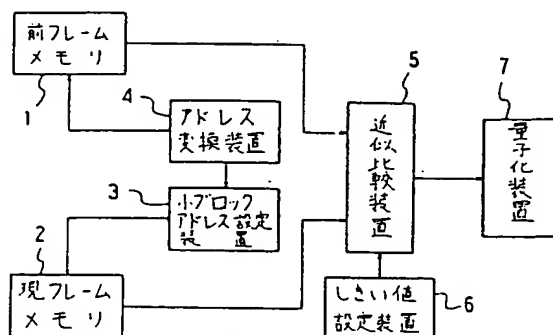 前フレーム
メモリ
1
4
アドレス
変換装置
3
小ブロック
アドレス設定
装置
2
現フレーム
メモリ
5
近似比較装置
6
しきい値
設定装置
7
量子化装置